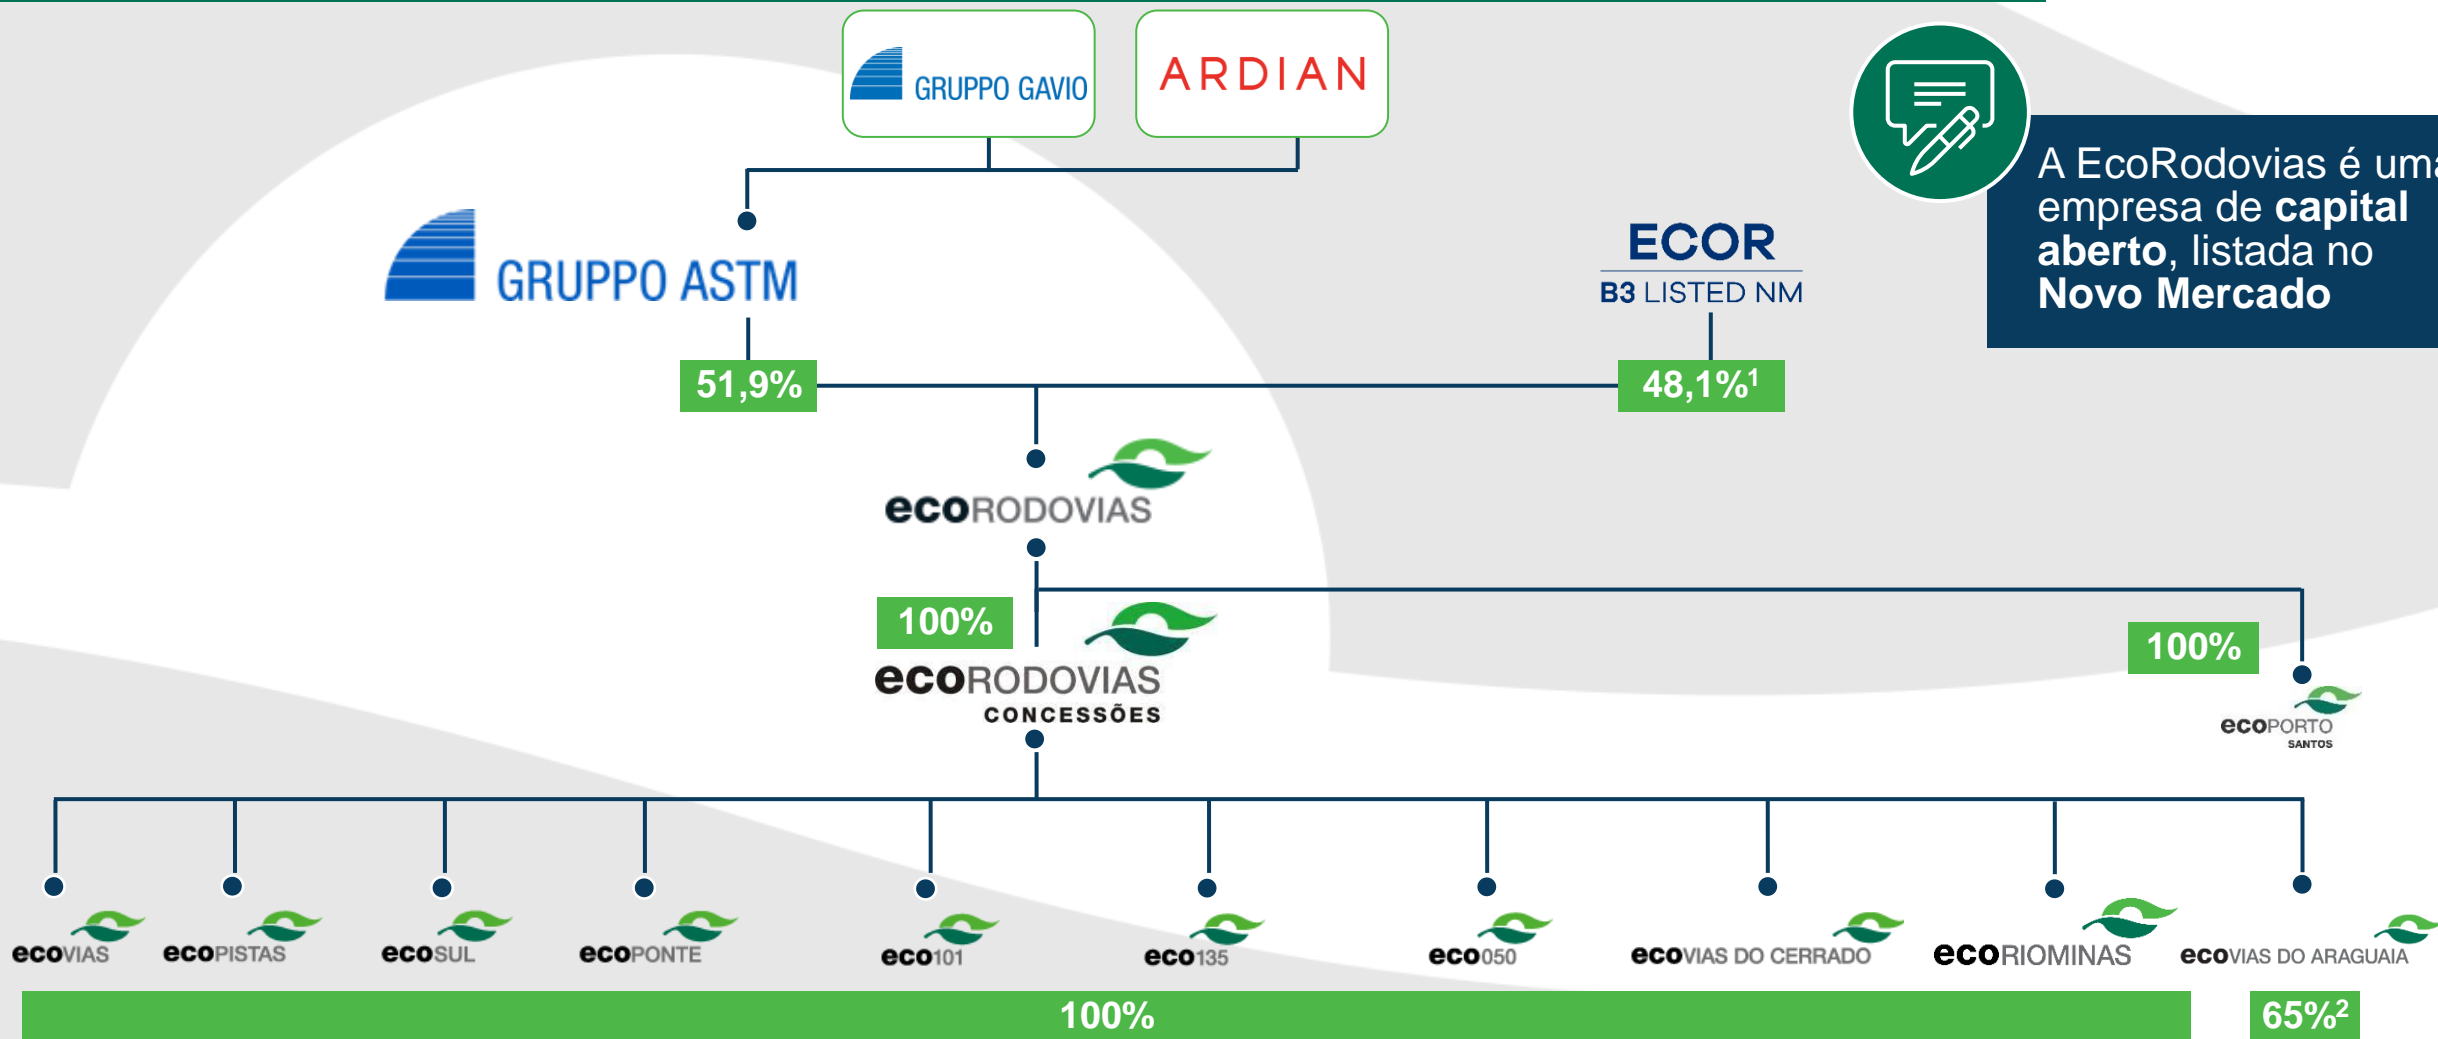 GRUPPO GAVIO
ARDIAN
A EcoRodovias é uma
empresa de capital
aberto, listada no
Novo Mercado
GRUPPO ASTM
ECOR
B3 LISTED NM
51,9%
48,1%¹
ecoRODOVIAS
100%
ecoRODOVIAS
CONCESSÕES
100%
ecoPORTO
SANTOS
ecoVIAS
ecoPISTAS
ecoSUL
ecoPONTE
eco101
eco135
eco050
ecoVIAS DO CERRADO
ecoRIOMINAS
ecoVIAS DO ARAGUAIA
100%
65%²